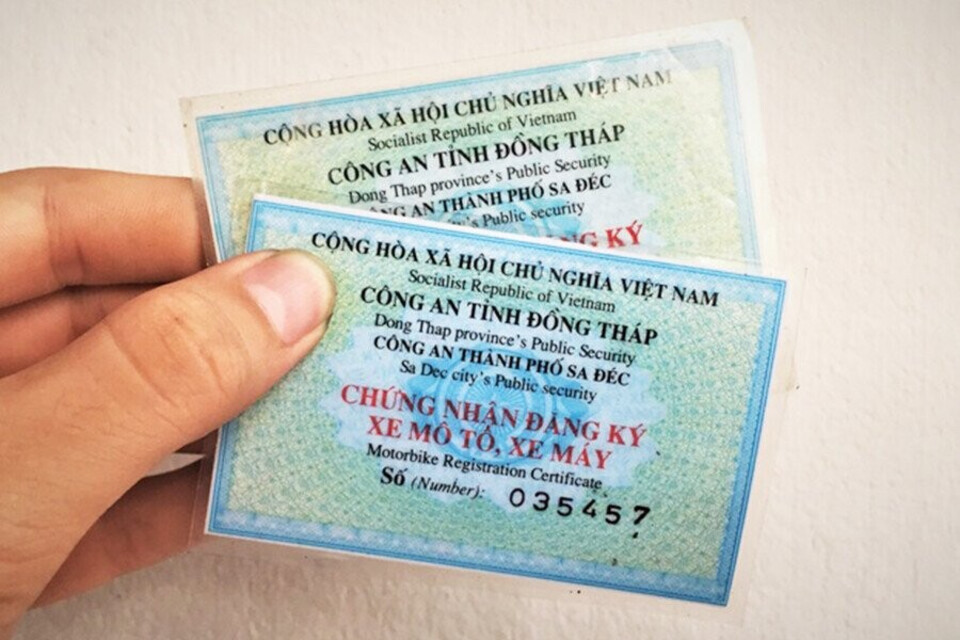 CỘNG HÒA XÃ HỘI CHỦ NGHĨA VIỆT NAM
Socialist Republic of Vietnam
CÔNG AN TỈNH ĐỒNG THÁP
Dong Thap province's Public Security
AN THÀNH PHỐ SA ĐÉC
Public security
KÝ
CỘNG HÒA XÃ HỘI CHỦ NGHĨA VIỆT NAM
Socialist Republic of Vietnam
CÔNG AN TỈNH ĐỒNG THÁP
Dong Thap province's Public Security
CÔNG AN THÀNH PHỐ SA ĐÉC
Sa Dec city's Public security
CHỨNG NHẬN ĐĂNG KÝ
XE MÔ TÔ, XE MÁY
Motorbike Registration Certificate
Số (Number): 035457